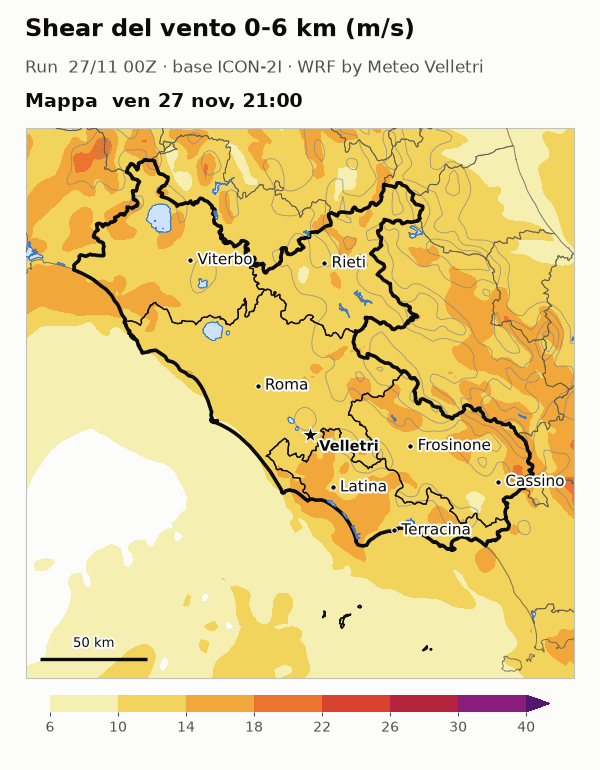 Shear del vento 0-6 km (m/s)
Run  27/11 00Z · base ICON-2I · WRF by Meteo Velletri
Mappa  ven 27 nov, 21:00
Viterbo
Rieti
Roma
Velletri
Frosinone
Latina
Cassino
Terracina
50 km
6 10 14 18 22 26 30 40